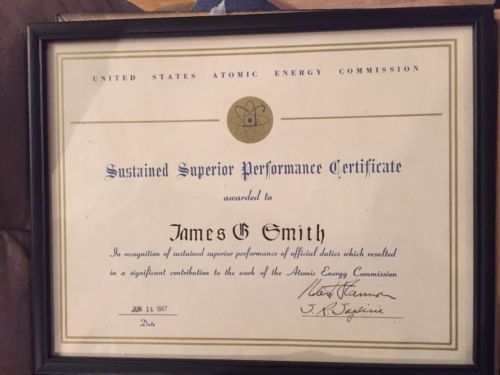 UNITED STATES ATOMIC ENERGY COMMISSION
Sustained Superior Performance Certificate
awarded to
James B Smith
In recognition of sustained superior performance of official duties which resulted
in a significant contribution to the work of the Atomic Energy Commission
JUN 14 1967
Date